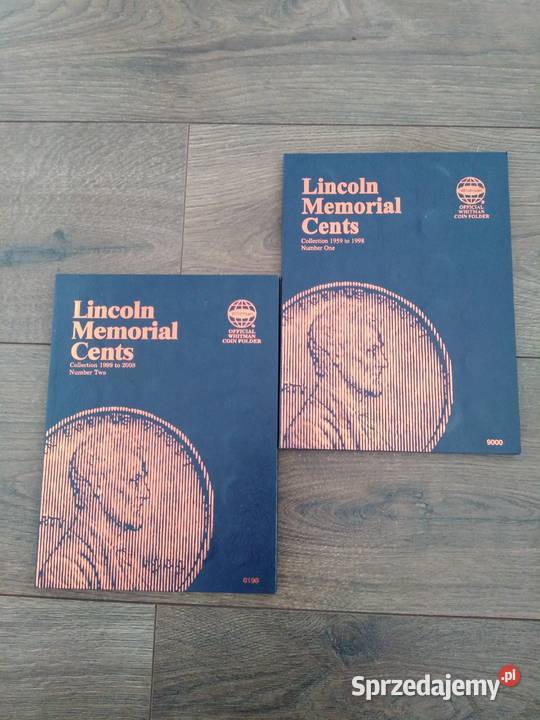 Lincoln
Memorial
Cents
Collection 1959 to 1998
Number One
OFFICIAL
WHITMAN
COIN FOLDER
9000
Lincoln
Memorial
Cents
Collection 1999 to 2008
Number Two
OFFICIAL
WHITMAN
COIN FOLDER
6196
Sprzedajemy.pl